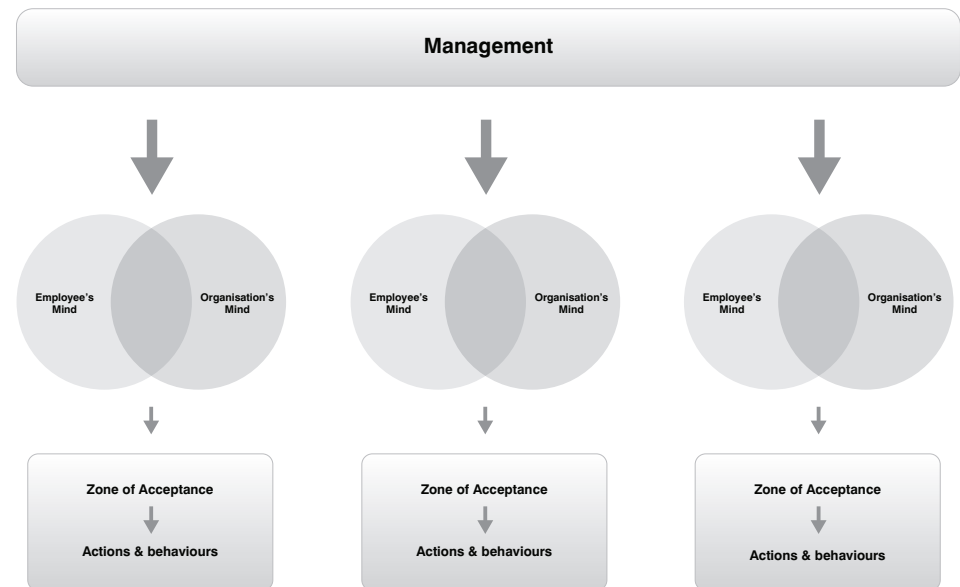 Management
Employee's
Mind
Organisation's
Mind
Employee's
Mind
Organisation's
Mind
Employee's
Mind
Organisation's
Mind
Zone of Acceptance
Actions & behaviours
Zone of Acceptance
Actions & behaviours
Zone of Acceptance
Actions & behaviours